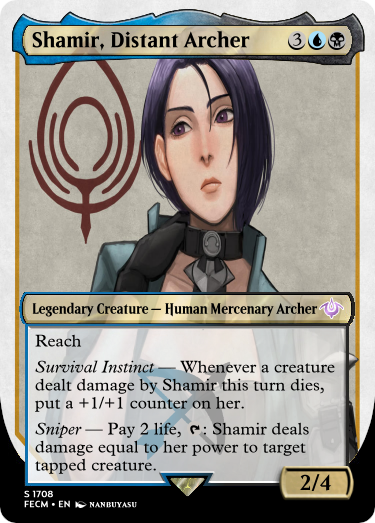 Shamir, Distant Archer 3
Legendary Creature — Human Mercenary Archer
Reach
Survival Instinct — Whenever a creature
dealt damage by Shamir this turn dies,
put a +1/+1 counter on her.
Sniper — Pay 2 life, : Shamir deals
damage equal to her power to target
tapped creature.
2/4
S 1708
FECM • EN NANBUYASU